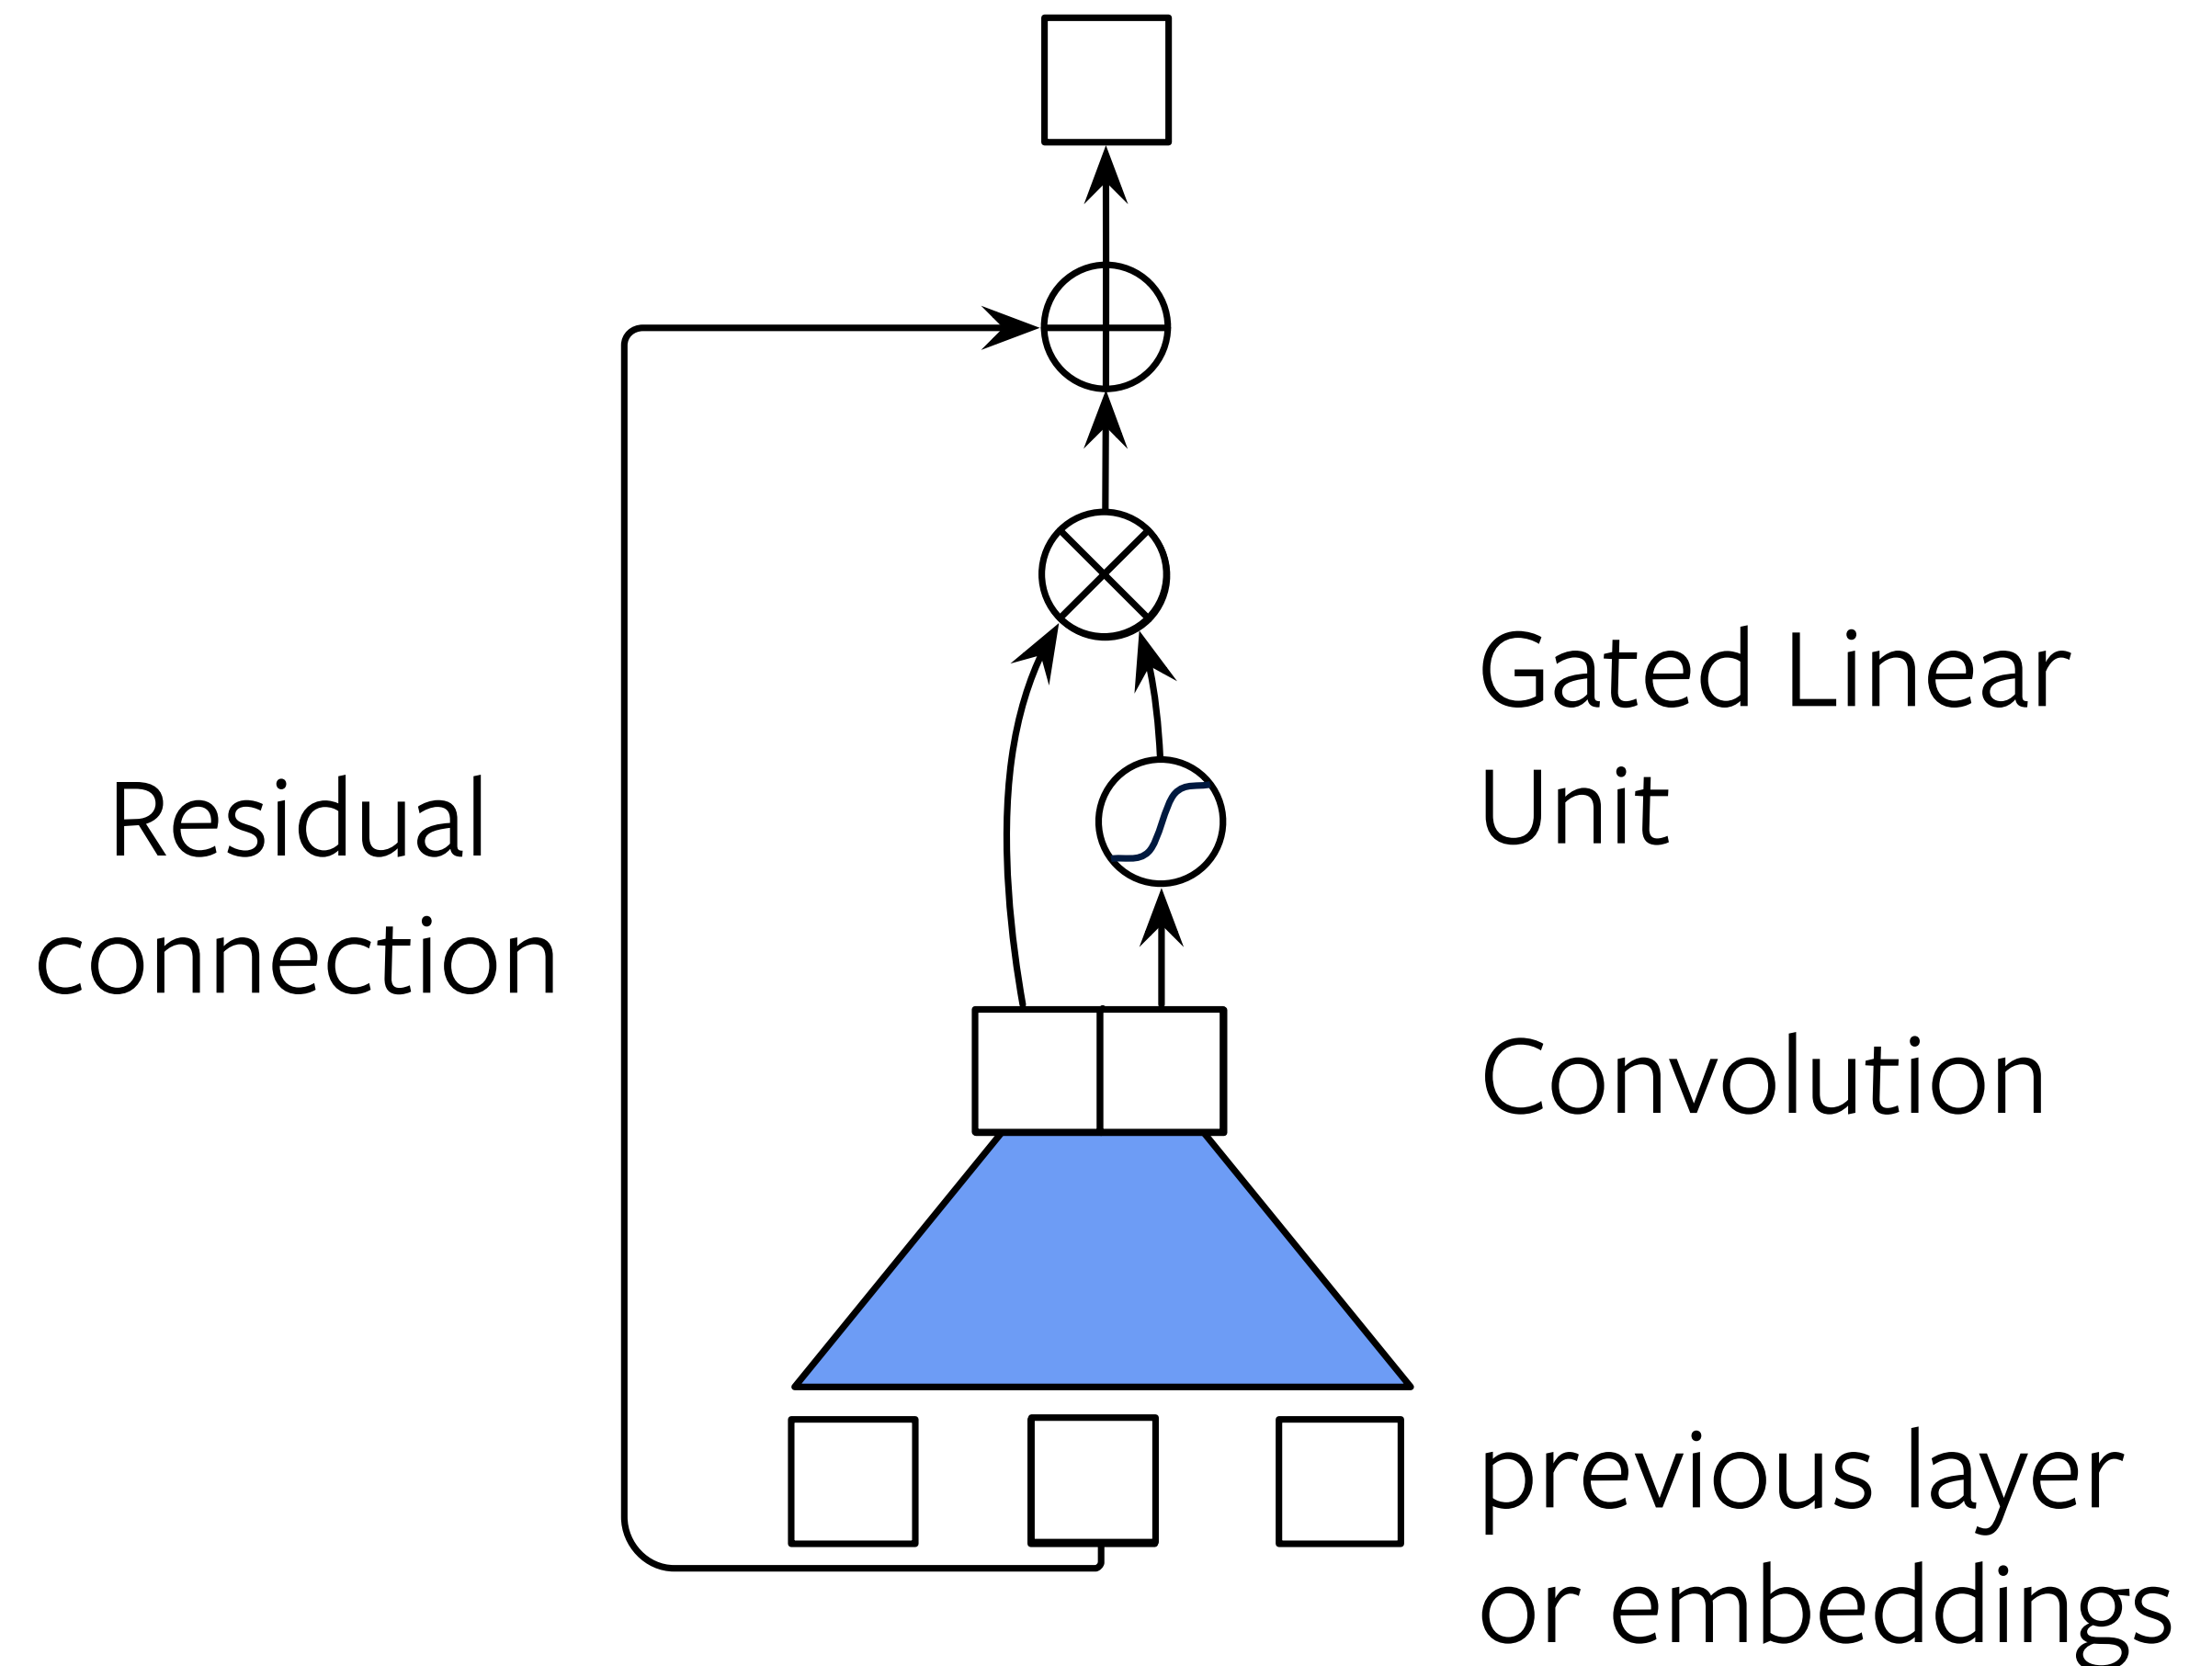 Gated Linear
Unit
Residual
connection
Convolution
previous layer
or embeddings